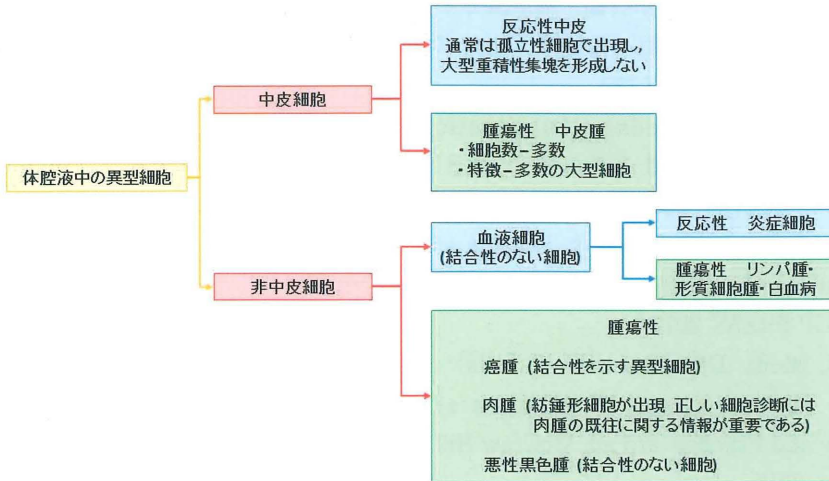 反応性中皮
通常は孤立性細胞で出現し,
大型重積性集塊を形成しない
中皮細胞
腫瘍性 中皮腫
・細胞数−多数
・特徴−多数の大型細胞
体腔液中の異型細胞
血液細胞
(結合性のない細胞)
反応性 炎症細胞
腫瘍性 リンパ腫・
形質細胞腫・白血病
非中皮細胞
腫瘍性
癌腫 (結合性を示す異型細胞)
肉腫 (紡錘形細胞が出現 正しい細胞診断には
肉腫の既往に関する情報が重要である)
悪性黒色腫 (結合性のない細胞)